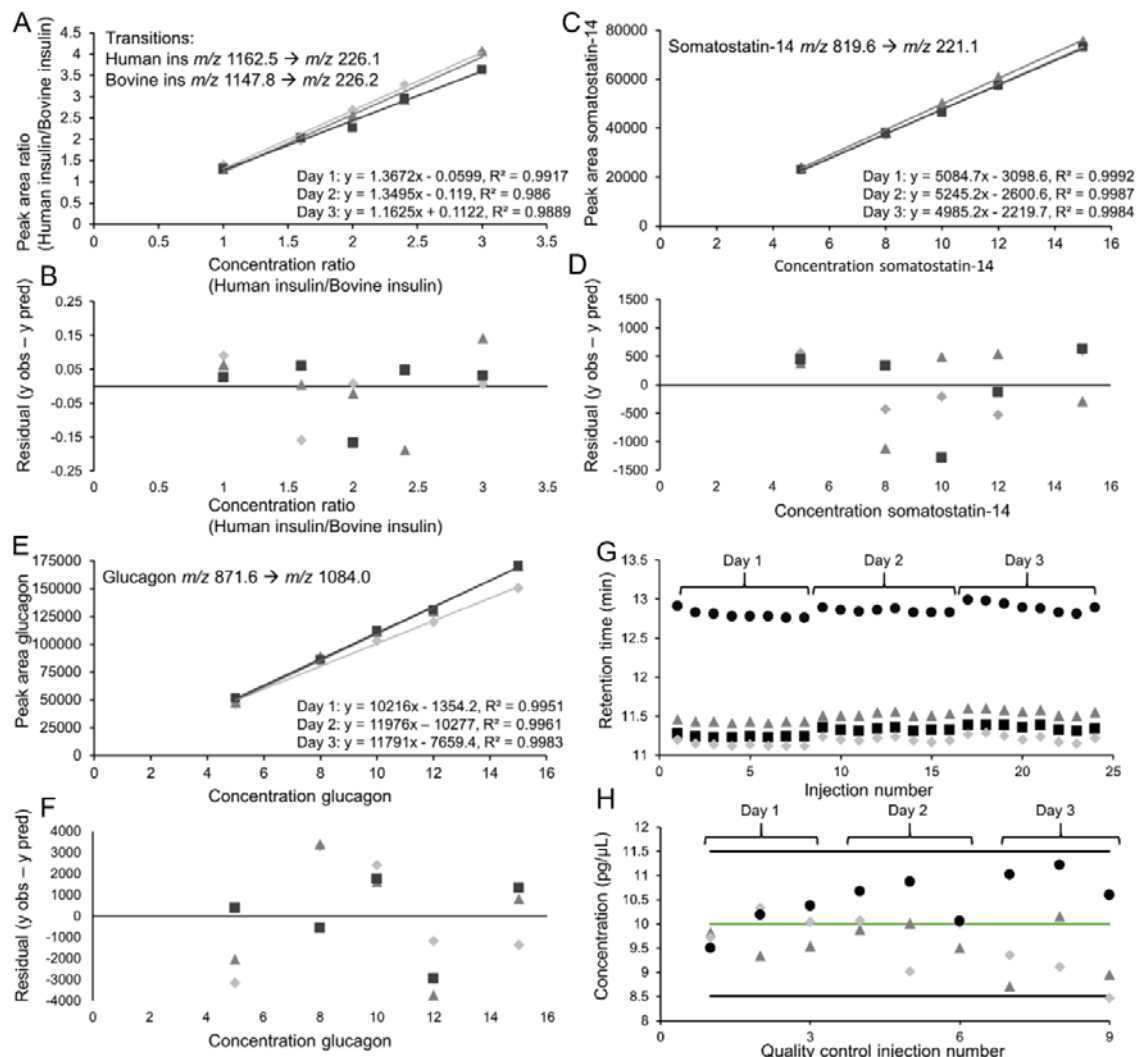 A
Transitions:
Human ins m/z 1162.5 → m/z 226.1
Bovine ins m/z 1147.8 → m/z 226.2
Peak area ratio
(Human insulin/Bovine insulin)
4.5
4
3.5
3
2.5
2
1.5
1
0.5
0
Day 1: y = 1.3672x - 0.0599, R² = 0.9917
Day 2: y = 1.3495x - 0.119, R² = 0.986
Day 3: y = 1.1625x + 0.1122, R² = 0.9889
0 0.5 1 1.5 2 2.5 3 3.5
Concentration ratio
(Human insulin/Bovine insulin)
B
Residual (y obs – y pred)
0.25
0.15
0.05
-0.05
-0.15
-0.25
0 0.5 1 1.5 2 2.5 3 3.5
Concentration ratio
(Human insulin/Bovine insulin)
C
Somatostatin-14 m/z 819.6 → m/z 221.1
Peak area somatostatin-14
80000
60000
40000
20000
0
Day 1: y = 5084.7x - 3098.6, R² = 0.9992
Day 2: y = 5245.2x - 2600.6, R² = 0.9987
Day 3: y = 4985.2x - 2219.7, R² = 0.9984
0 2 4 6 8 10 12 14 16
Concentration somatostatin-14
D
Residual (y obs – y pred)
1500
1000
500
0
-500
-1000
-1500
0 2 4 6 8 10 12 14 16
Concentration somatostatin-14
E
Glucagon m/z 871.6 → m/z 1084.0
Peak area glucagon
175000
150000
125000
100000
75000
50000
25000
0
Day 1: y = 10216x - 1354.2, R² = 0.9951
Day 2: y = 11976x – 10277, R² = 0.9961
Day 3: y = 11791x - 7659.4, R² = 0.9983
0 2 4 6 8 10 12 14 16
Concentration glucagon
F
Residual (y obs – y pred)
4000
3000
2000
1000
0
-1000
-2000
-3000
-4000
0 2 4 6 8 10 12 14 16
Concentration glucagon
G
Retention time (min)
13.5
13
12.5
12
11.5
11
Day 1 Day 2 Day 3
0 5 10 15 20 25
Injection number
H
Day 1 Day 2 Day 3
Concentration (pg/µL)
12
11.5
11
10.5
10
9.5
9
8.5
8
0 3 6 9
Quality control injection number